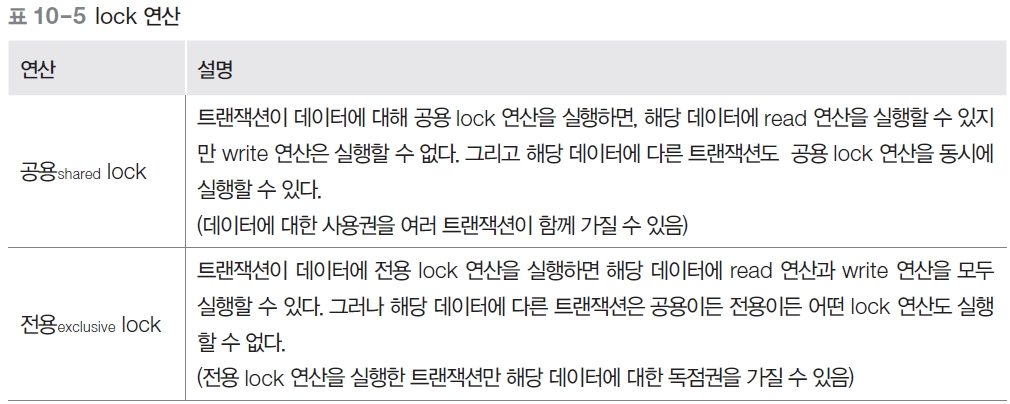 표 10-5 lock 연산
연산
설명
공용shared lock
트랜잭션이 데이터에 대해 공용 lock 연산을 실행하면, 해당 데이터에 read 연산을 실행할 수 있지
만 write 연산은 실행할 수 없다. 그리고 해당 데이터에 다른 트랜잭션도 공용 lock 연산을 동시에
실행할 수 있다.
(데이터에 대한 사용권을 여러 트랜잭션이 함께 가질 수 있음)
전용exclusive lock
트랜잭션이 데이터에 전용 lock 연산을 실행하면 해당 데이터에 read 연산과 write 연산을 모두
실행할 수 있다. 그러나 해당 데이터에 다른 트랜잭션은 공용이든 전용이든 어떤 lock 연산도 실행
할 수 없다.
(전용 lock 연산을 실행한 트랜잭션만 해당 데이터에 대한 독점권을 가질 수 있음)